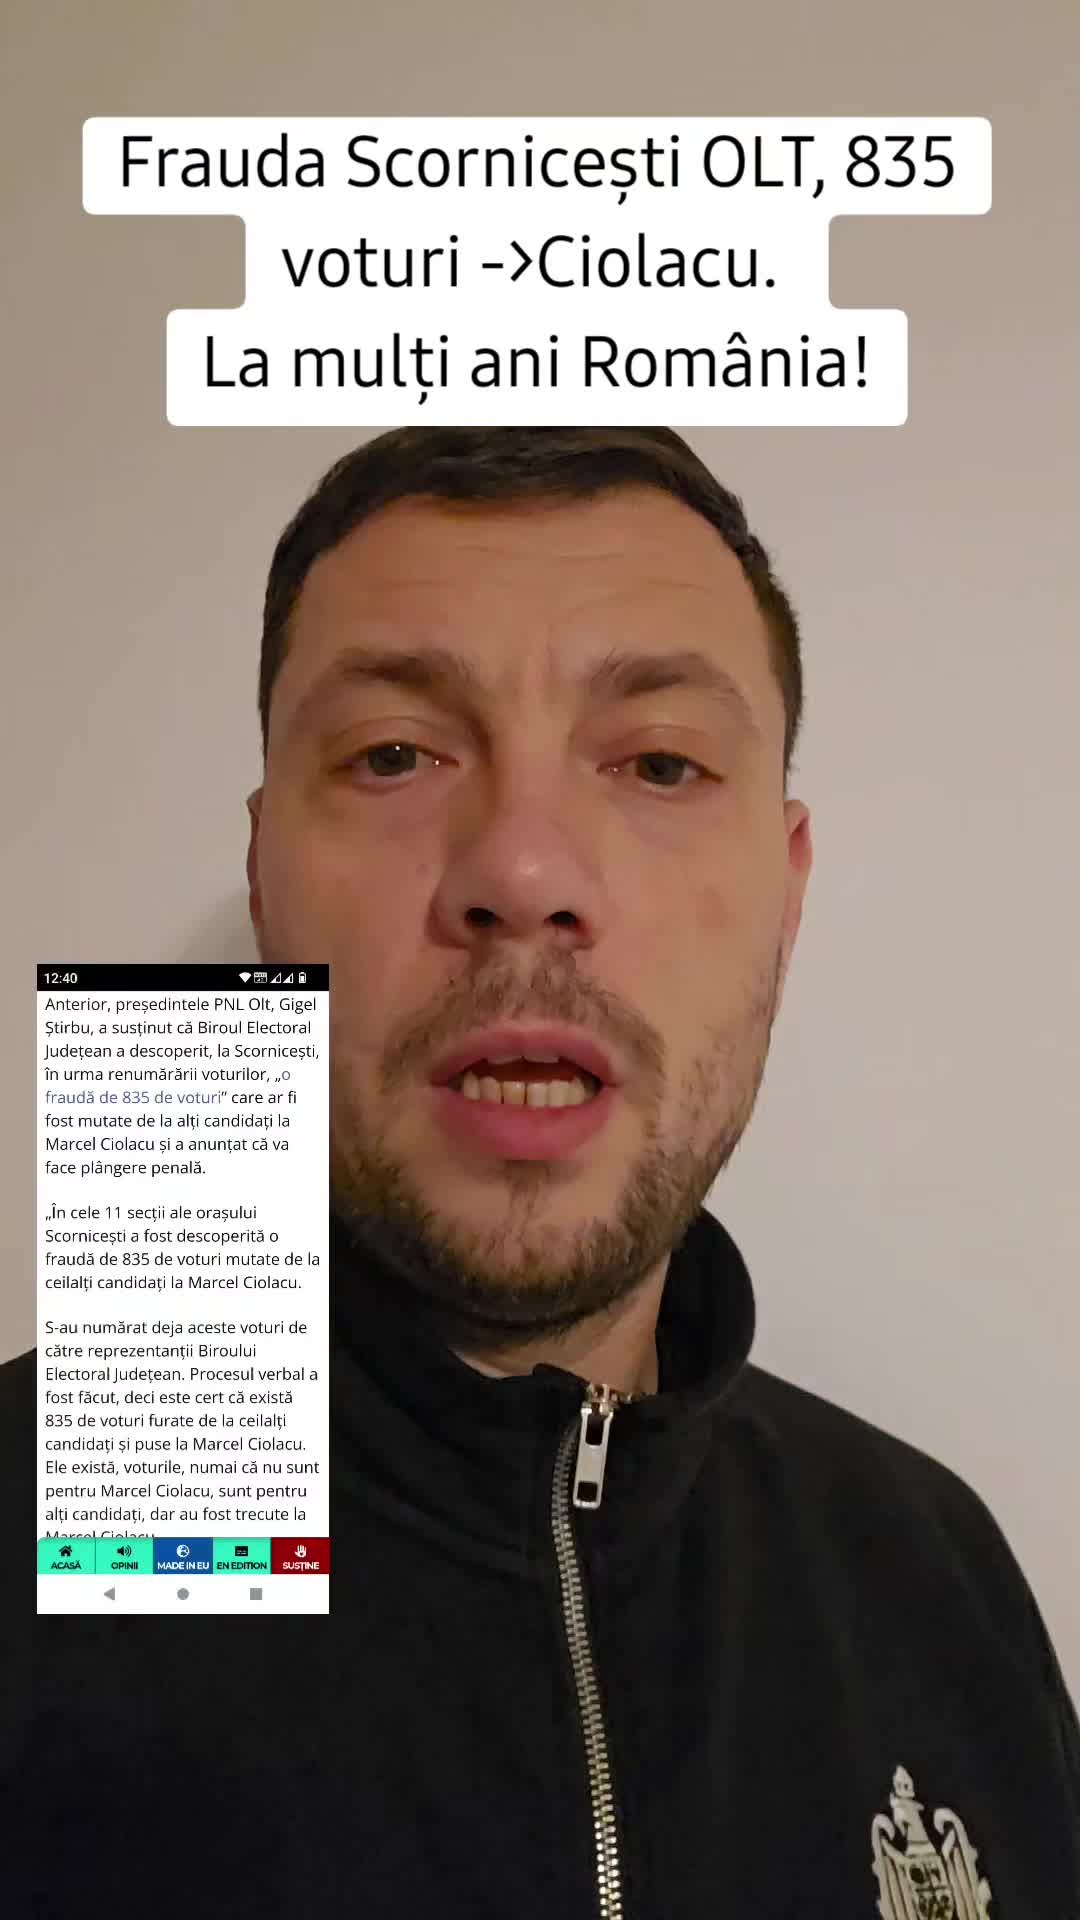 Frauda Scornicești OLT, 835
voturi ->Ciolacu.
La mulți ani România!
12:40
Anterior, președintele PNL Olt, Gigel
Știrbu, a susținut că Biroul Electoral
Județean a descoperit, la Scornicești,
în urma renumărării voturilor, „o
fraudă de 835 de voturi” care ar fi
fost mutate de la alți candidați la
Marcel Ciolacu și a anunțat că va
face plângere penală.
„În cele 11 secții ale orașului
Scornicești a fost descoperită o
fraudă de 835 de voturi mutate de la
ceilalți candidați la Marcel Ciolacu.
S-au numărat deja aceste voturi de
către reprezentanții Biroului
Electoral Județean. Procesul verbal a
fost făcut, deci este cert că există
835 de voturi furate de la ceilalți
candidați și puse la Marcel Ciolacu.
Ele există, voturile, numai că nu sunt
pentru Marcel Ciolacu, sunt pentru
alți candidați, dar au fost trecute la
Marcel Ciolacu
ACASĂ OPINII MADE IN EU EN EDITION SUSȚINE